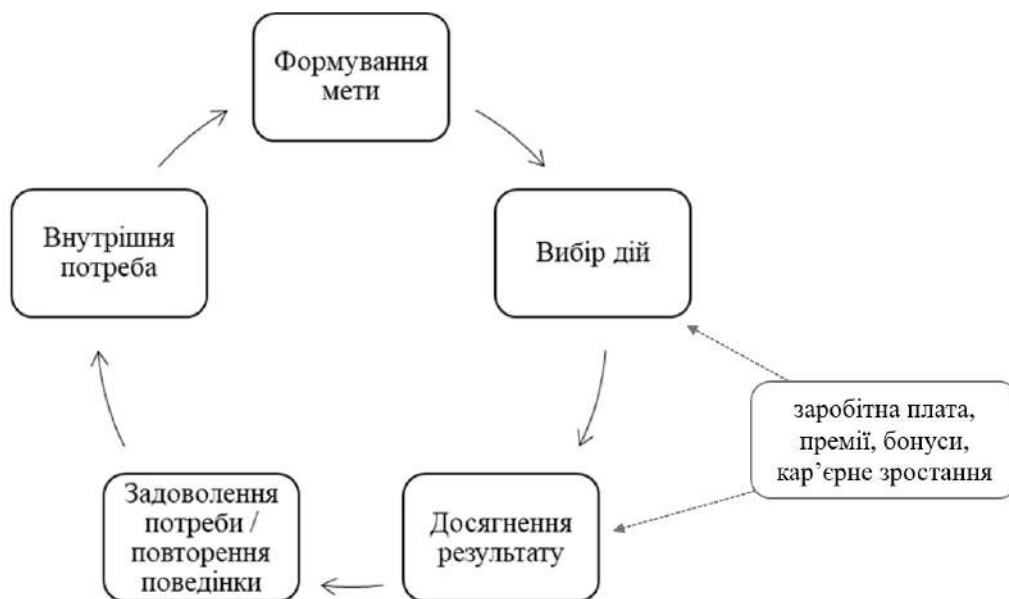 Формування
мети
Внутрішня
потреба
Вибір дій
заробітна плата,
премії, бонуси,
кар’єрне зростання
Досягнення
результату
Задоволення
потреби /
повторення
поведінки